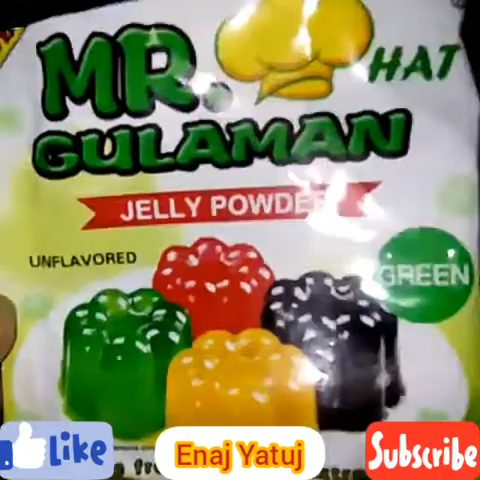 MR. HAT
GULAMAN
JELLY POWDER
UNFLAVORED
GREEN
Like
Enaj Yatuj
Subscribe